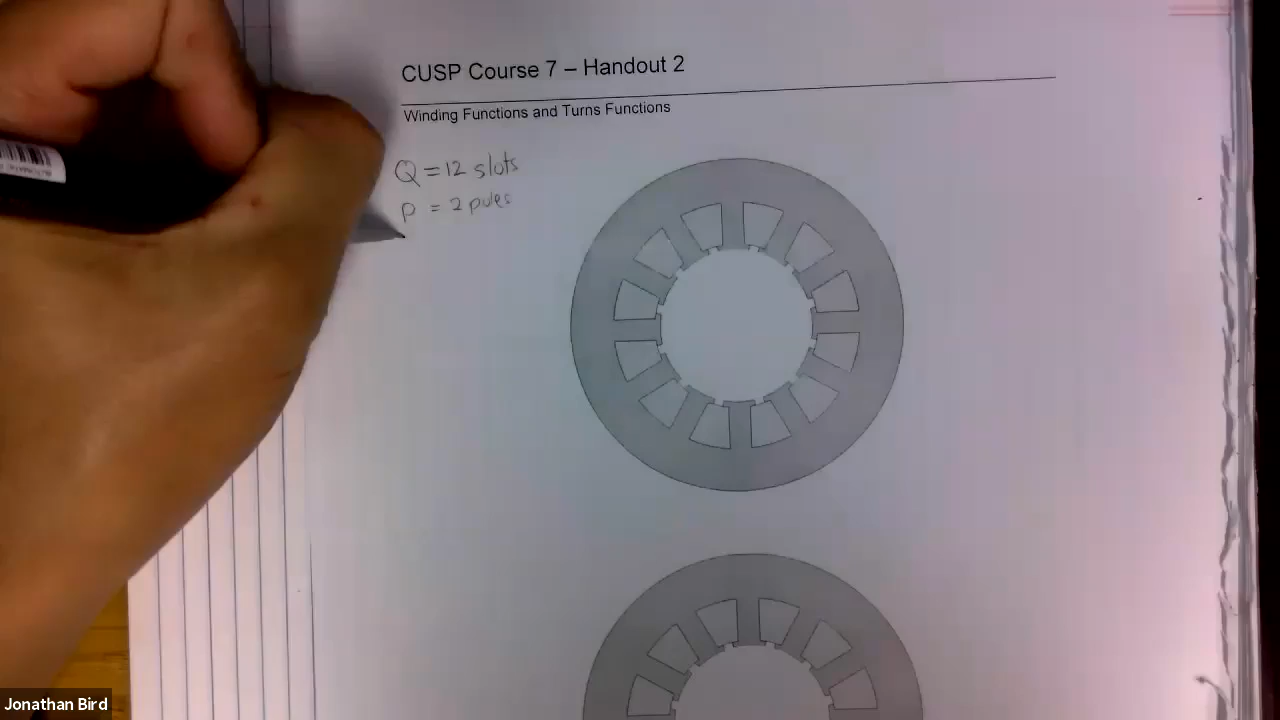 CUSP Course 7 – Handout 2
Winding Functions and Turns Functions
Q = 12 slots
p = 2 poles
Jonathan Bird